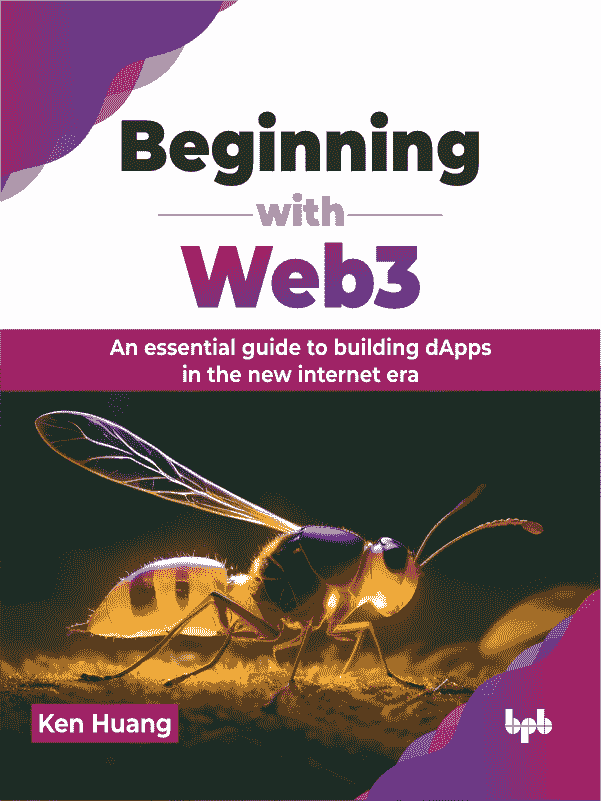 Beginning
with
Web3
An essential guide to building dApps
in the new internet era
Ken Huang
bpb